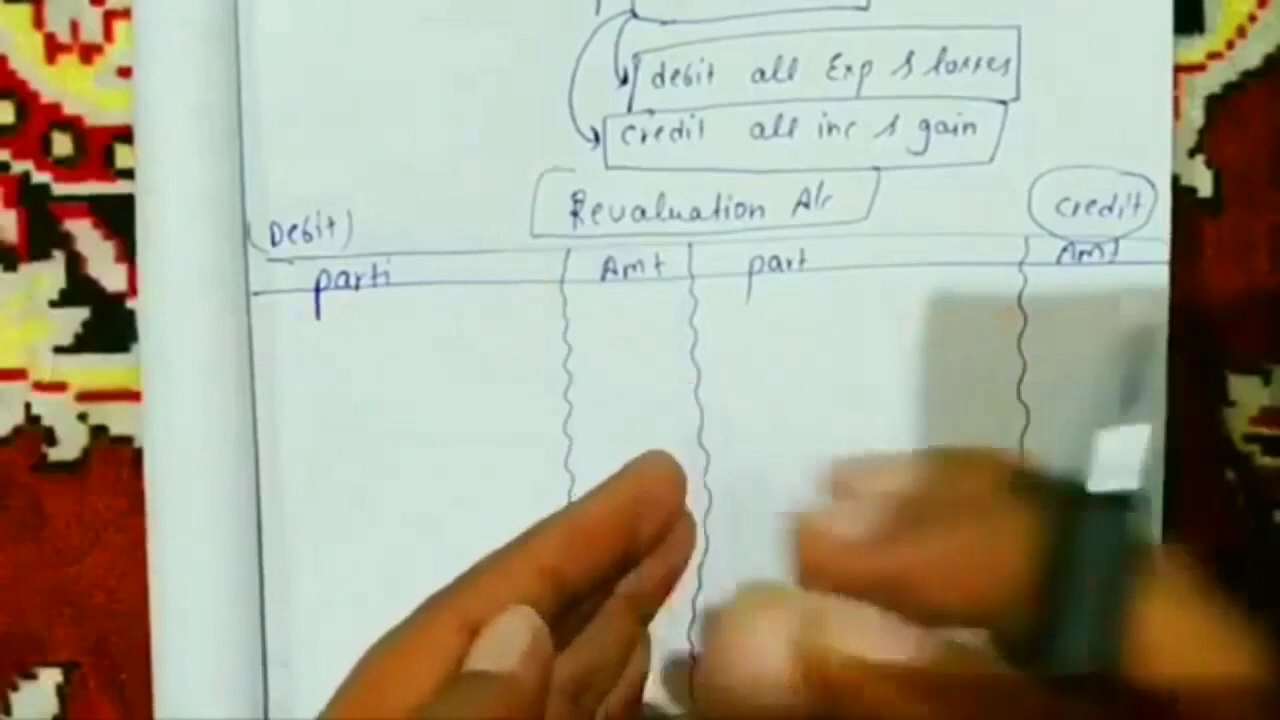 debit all Exp & losses
credit all inc & gain
Revaluation A/c
Debit) credit
parti Amt part Amt